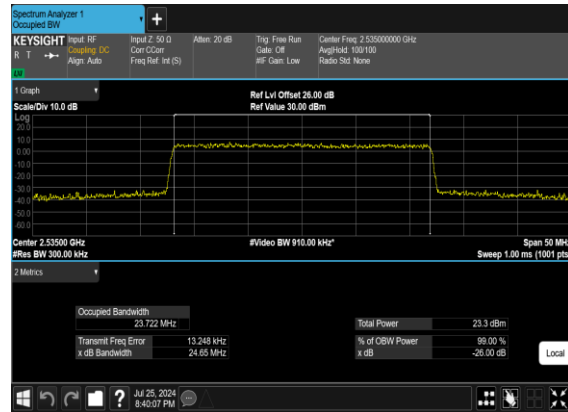 Spectrum Analyzer 1
Occupied BW
+
KEYSIGHT Input: RF Input Z: 50 Ω Atten: 20 dB Trig: Free Run Center Freq: 2.535000000 GHz
R T Coupling: DC Corr CCorr Gate: Off Avg|Hold: 100/100
Align: Auto Freq Ref: Int (S) #IF Gain: Low Radio Std: None
LW
1 Graph
Ref Lvl Offset 26.00 dB
Scale/Div 10.0 dB Ref Value 30.00 dBm
Log
20.0
10.0
0.00
-10.0
-20.0
-30.0
-40.0
-50.0
-60.0
Center 2.53500 GHz #Video BW 910.00 kHz* Span 50 MHz
#Res BW 300.00 kHz Sweep 1.00 ms (1001 pts
2 Metrics
Occupied Bandwidth
23.722 MHz Total Power 23.3 dBm
Transmit Freq Error 13.248 kHz % of OBW Power 99.00 %
x dB Bandwidth 24.65 MHz x dB -26.00 dB
Local
? Jul 25, 2024
8:40:07 PM